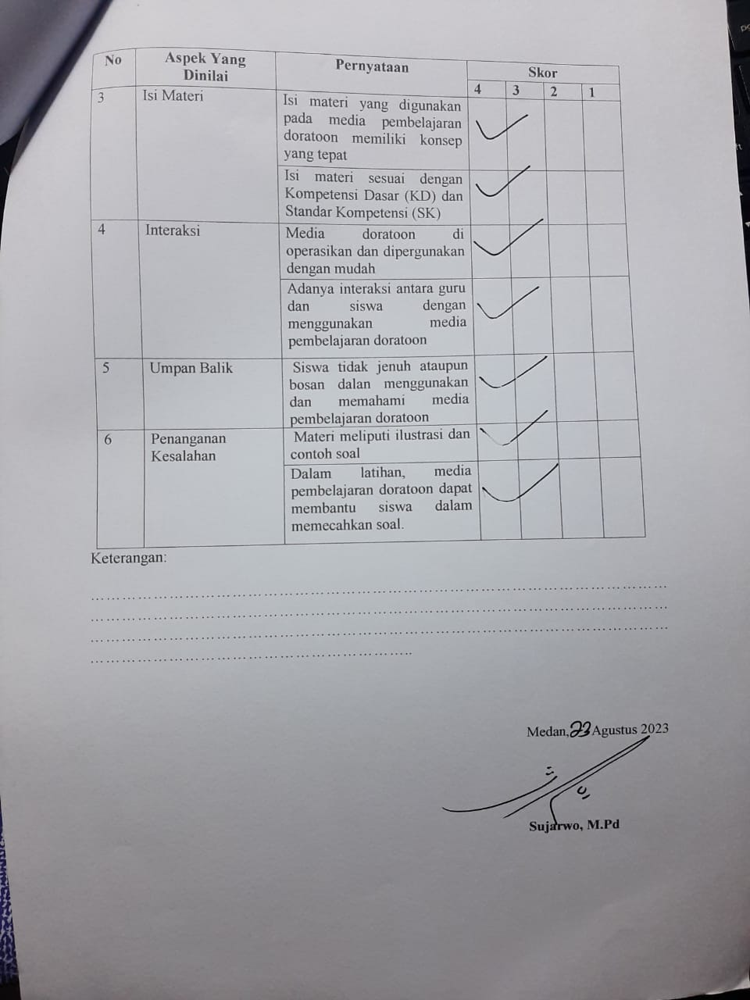 No
Aspek Yang
Dinilai
Pernyataan
Skor
4 3 2 1
3
Isi Materi
Isi materi yang digunakan
pada media pembelajaran
doratoon memiliki konsep
yang tepat
Isi materi sesuai dengan
Kompetensi Dasar (KD) dan
Standar Kompetensi (SK)
4
Interaksi
Media doratoon di
operasikan dan dipergunakan
dengan mudah
Adanya interaksi antara guru
dan siswa dengan
menggunakan media
pembelajaran doratoon
5
Umpan Balik
Siswa tidak jenuh ataupun
bosan dalan menggunakan
dan memahami media
pembelajaran doratoon
6
Penanganan
Kesalahan
Materi meliputi ilustrasi dan
contoh soal
Dalam latihan, media
pembelajaran doratoon dapat
membantu siswa dalam
memecahkan soal.
Keterangan:
Medan, 23 Agustus 2023
Sujarwo, M.Pd